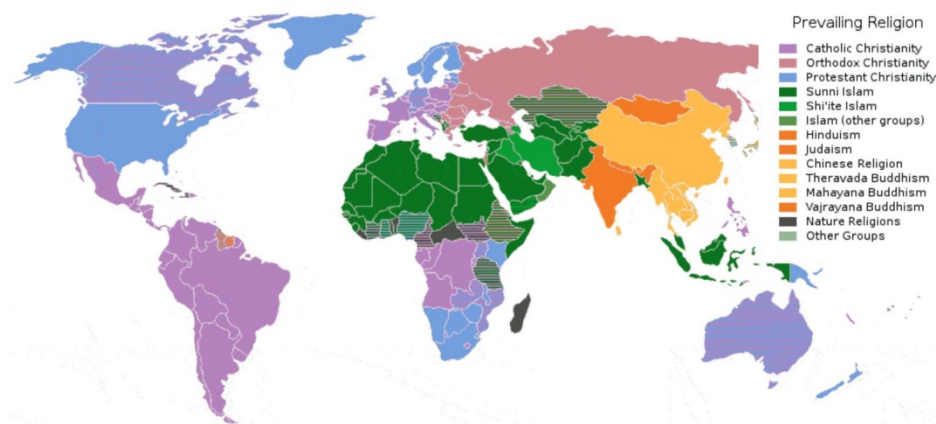 Prevailing Religion
Catholic Christianity
Orthodox Christianity
Protestant Christianity
Sunni Islam
Shi'ite Islam
Islam (other groups)
Hinduism
Judaism
Chinese Religion
Theravada Buddhism
Mahayana Buddhism
Vajrayana Buddhism
Nature Religions
Other Groups